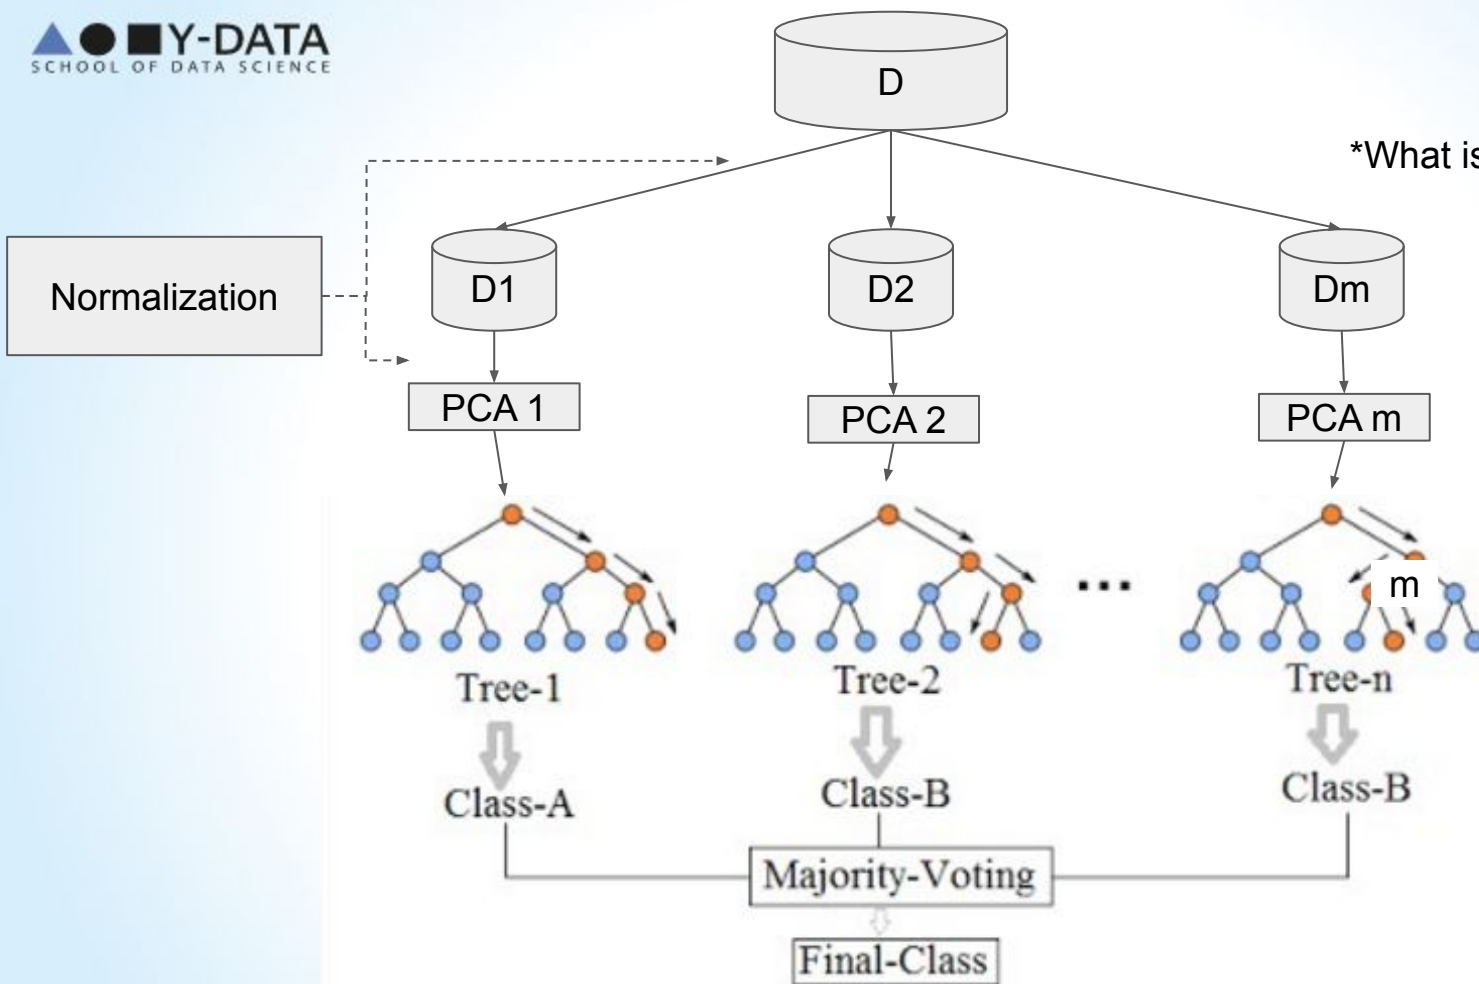 Y-DATA
SCHOOL OF DATA SCIENCE
D
*What is
Normalization
D1
D2
Dm
PCA 1
PCA 2
PCA m
...
m
Tree-1
Tree-2
Tree-n
Class-A
Class-B
Class-B
Majority-Voting
Final-Class